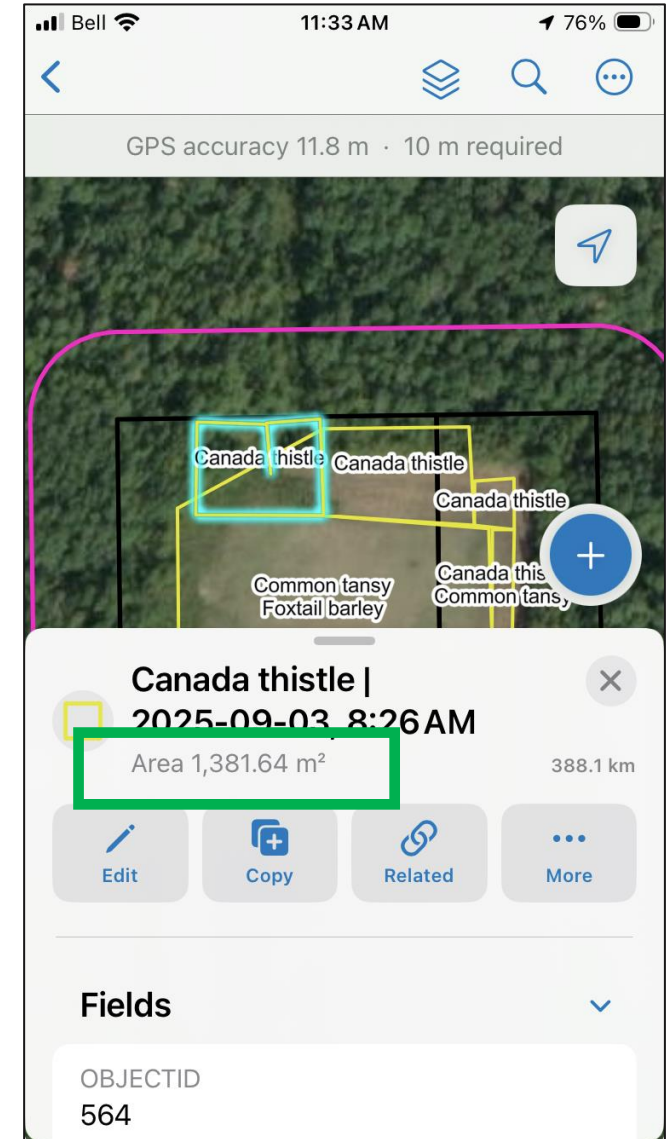 Bell
11:33 AM
76%
GPS accuracy 11.8 m · 10 m required
Canada thistle
Canada thistle
Canada thistle
Common tansy
Foxtail barley
Canada this
Common tansy
Canada thistle |
2025-09-03, 8:26 AM
Area 1,381.64 m²
388.1 km
Edit
Copy
Related
More
Fields
OBJECTID
564